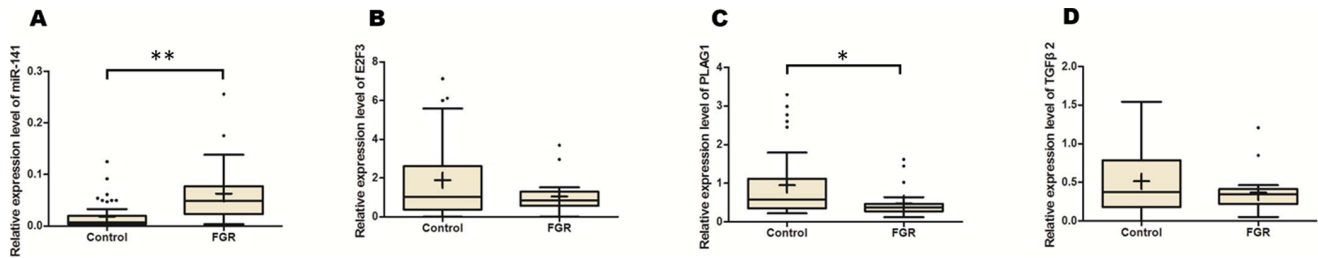 A
Relative expression level of miR-141
**
0.3
0.2
0.1
0.0
Control
FGR
B
Relative expression level of E2F3
8
6
4
2
0
Control
FGR
C
Relative expression level of PLAG1
*
4
3
2
1
0
Control
FGR
D
Relative expression level of TGFβ 2
2.0
1.5
1.0
0.5
0.0
Control
FGR